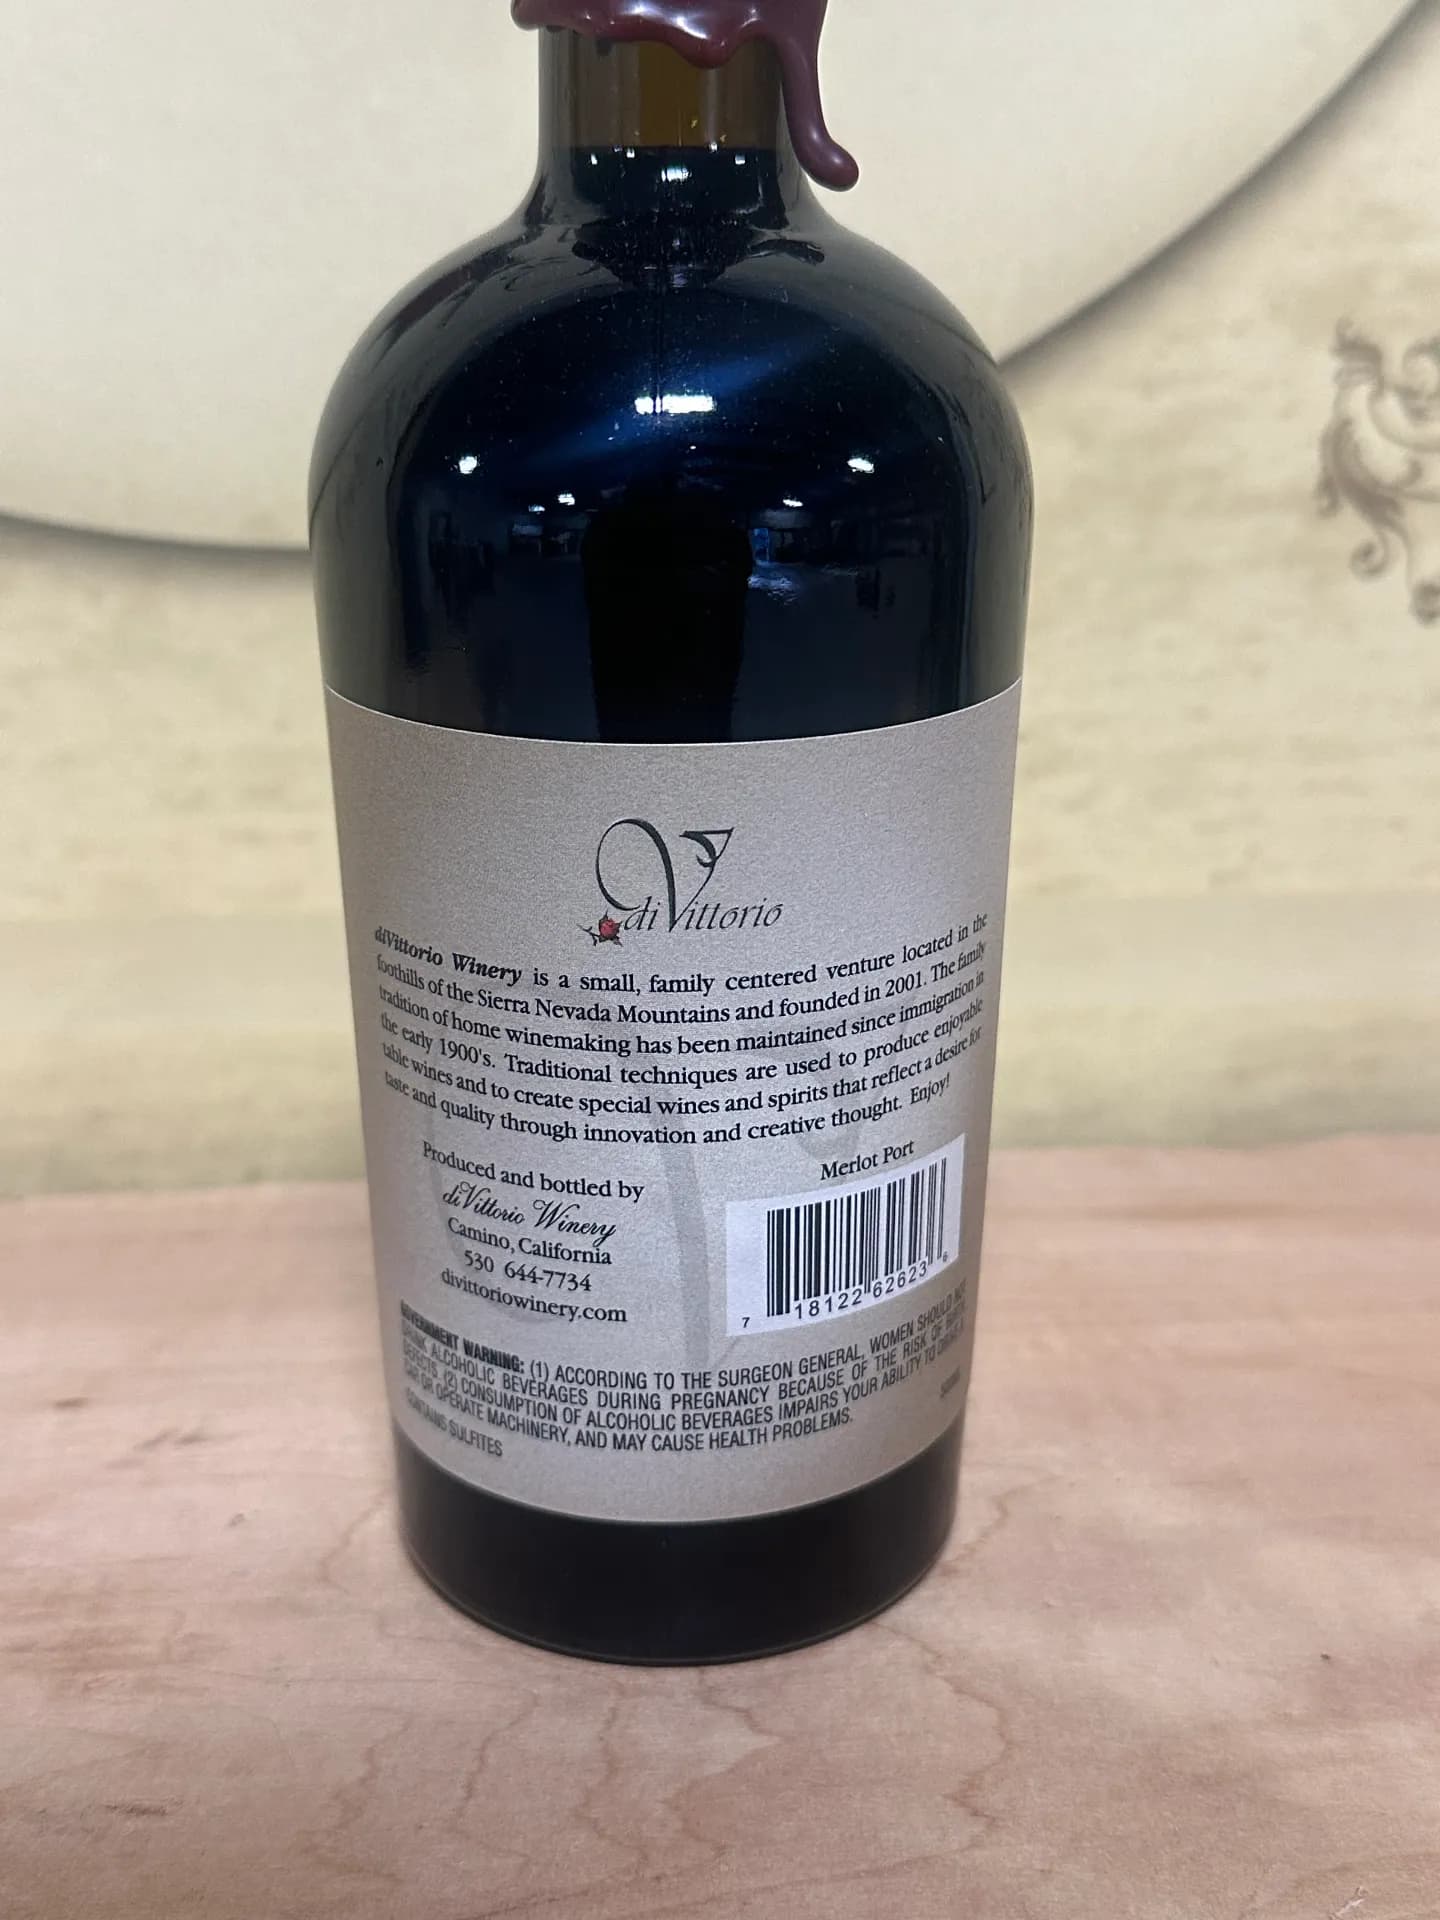 diVittorio
diVittorio Winery is a small, family centered venture located in the
foothills of the Sierra Nevada Mountains and founded in 2001. The family
tradition of home winemaking has been maintained since immigration in
the early 1900's. Traditional techniques are used to produce enjoyable
table wines and to create special wines and spirits that reflect a desire for
taste and quality through innovation and creative thought. Enjoy!
Produced and bottled by
diVittorio Winery
Camino, California
530 644-7734
divittoriowinery.com
Merlot Port
7 18122 62623 6
GOVERNMENT WARNING: (1) ACCORDING TO THE SURGEON GENERAL, WOMEN SHOULD NOT
DRINK ALCOHOLIC BEVERAGES DURING PREGNANCY BECAUSE OF THE RISK OF BIRTH
DEFECTS. (2) CONSUMPTION OF ALCOHOLIC BEVERAGES IMPAIRS YOUR ABILITY TO DRIVE A
CAR OR OPERATE MACHINERY, AND MAY CAUSE HEALTH PROBLEMS.
CONTAINS SULFITES